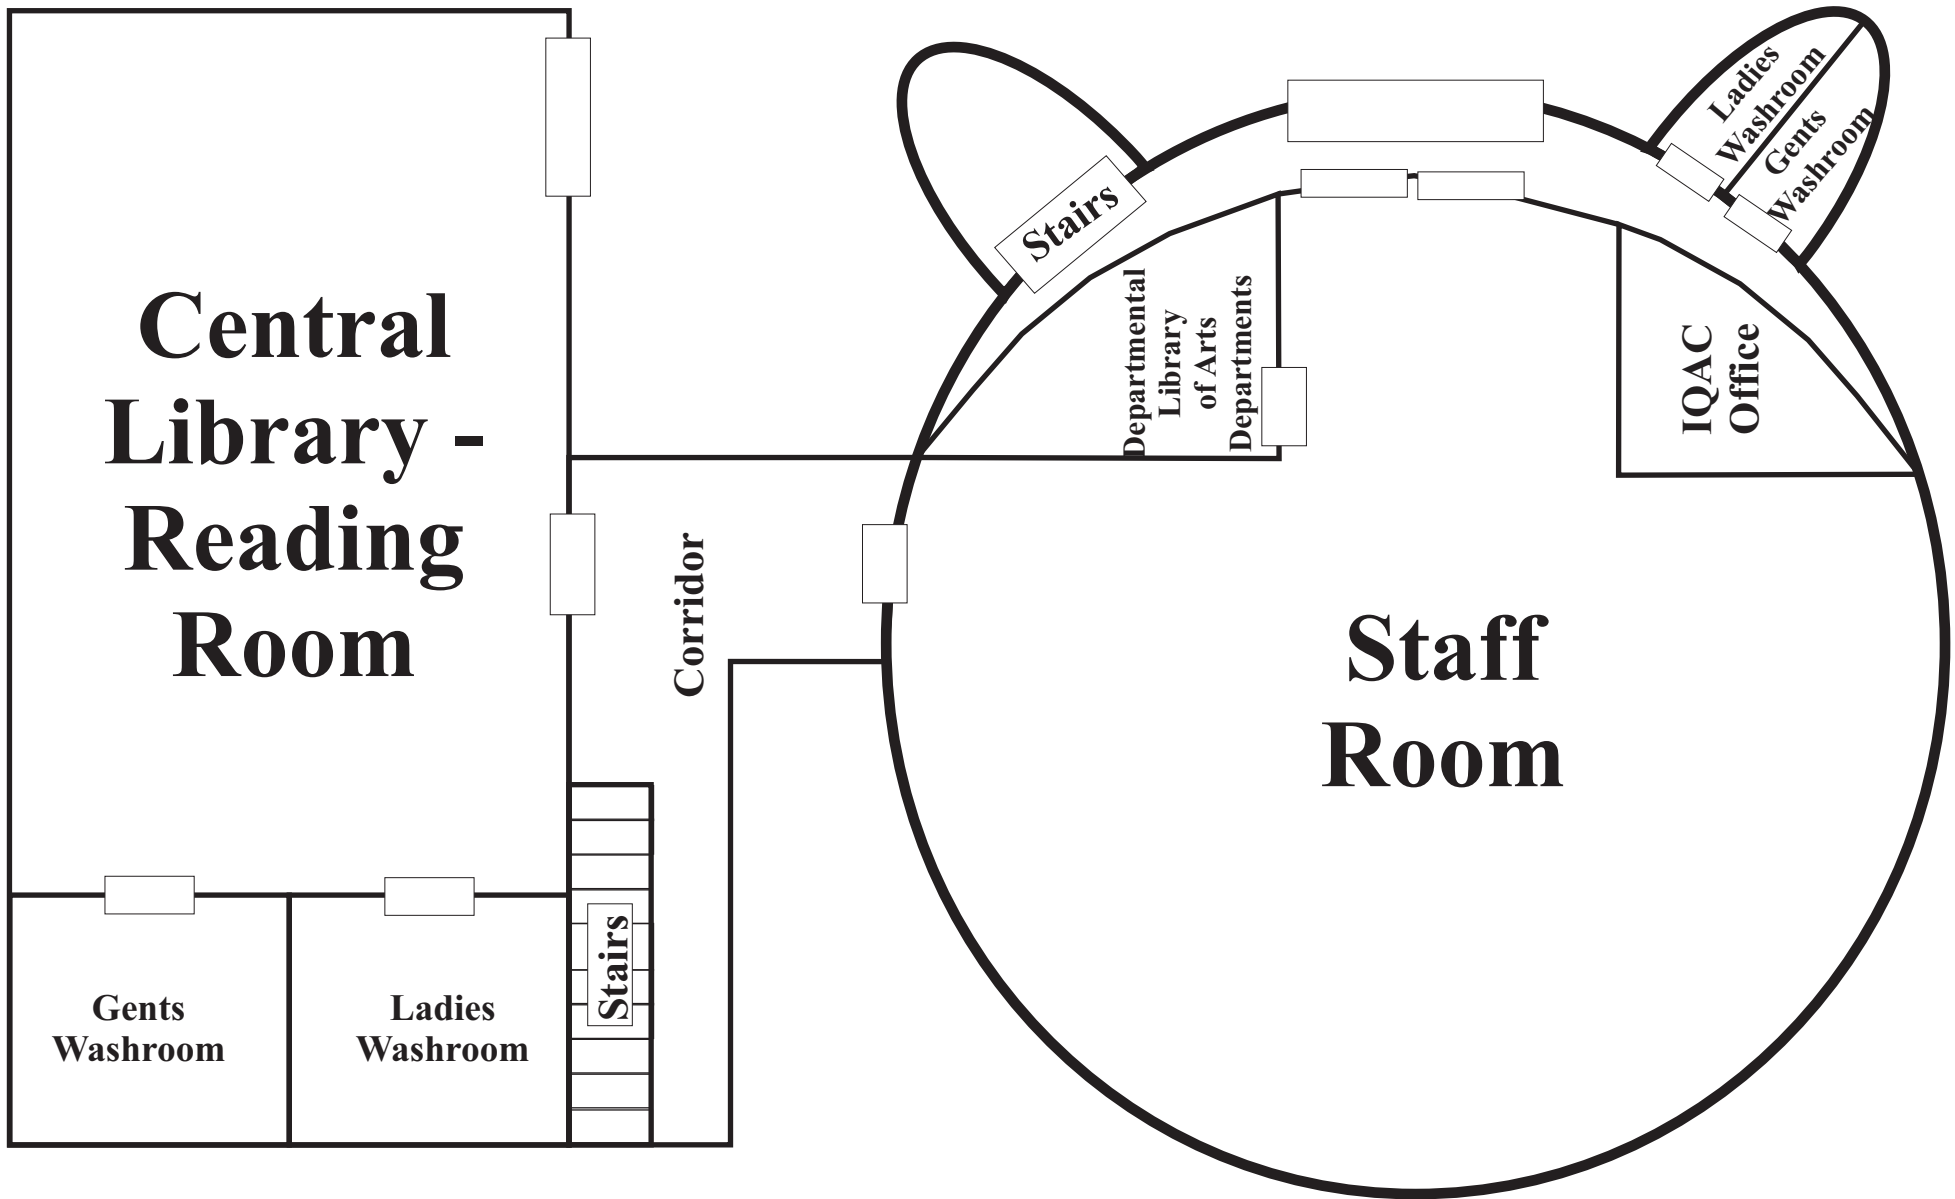 Central
Library -
Reading
Room
Gents
Washroom
Ladies
Washroom
Stairs
Corridor
Stairs
Departmental
Library
of Arts
Departments
Staff
Room
IQAC
Office
Ladies
Washroom
Gents
Washroom